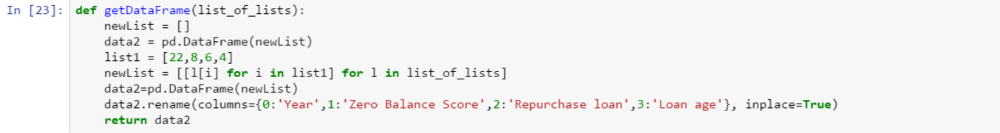 In [23]: def getDataFrame(list_of_lists):
    newList = []
    data2 = pd.DataFrame(newList)
    list1 = [22,8,6,4]
    newList = [[l[i] for i in list1] for l in list_of_lists]
    data2=pd.DataFrame(newList)
    data2.rename(columns={0:'Year',1:'Zero Balance Score',2:'Repurchase loan',3:'Loan age'}, inplace=True)
    return data2